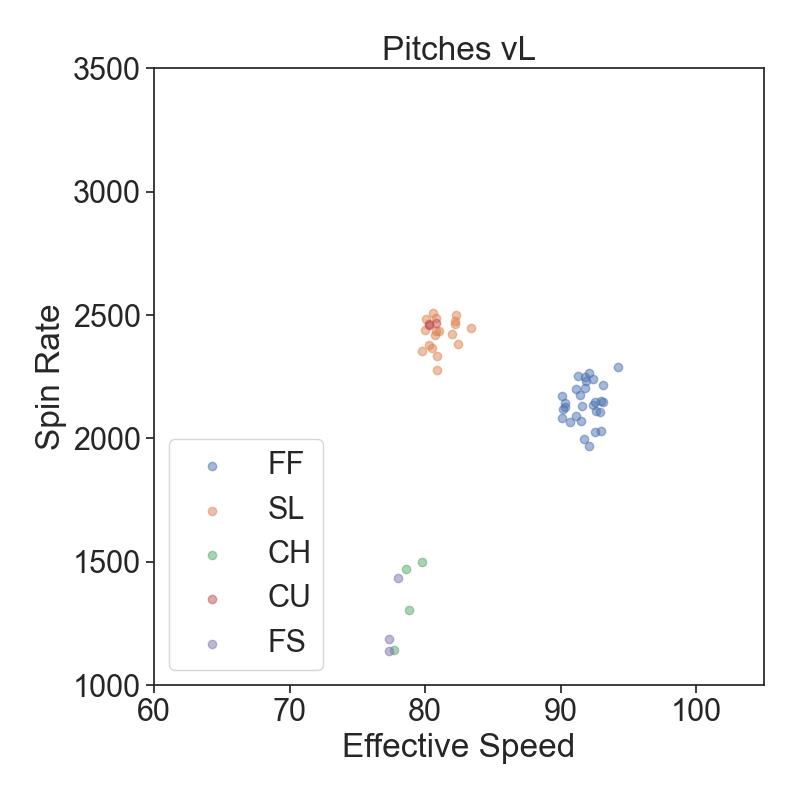 Pitches vL
3500
3000
2500
2000
1500
1000
Spin Rate
FF
SL
CH
CU
FS
60 70 80 90 100
Effective Speed